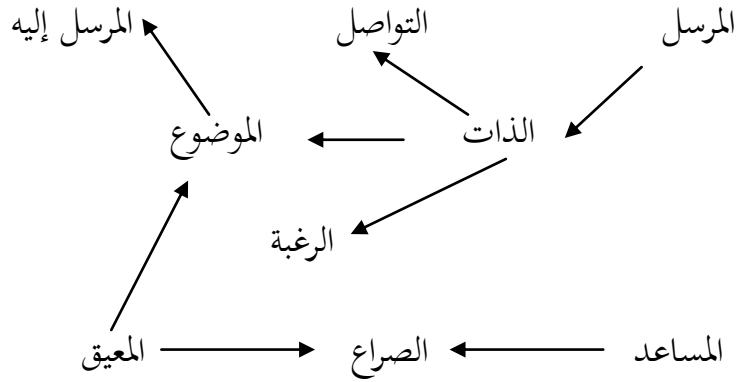 المرسل التواصل المرسل إليه
الذات الموضوع
الرغبة
المساعد الصراع المعيق